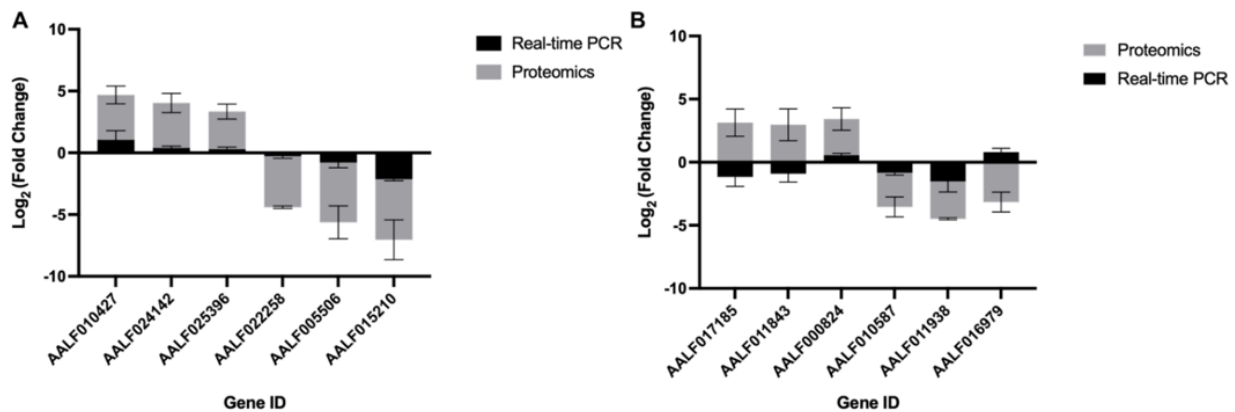 A
Log2 (Fold Change)
10
5
0
-5
-10
AALF010427
AALF024142
AALF025396
AALF022258
AALF005506
AALF015210
Gene ID
Real-time PCR
Proteomics
B
Log2 (Fold Change)
10
5
0
-5
-10
AALF017185
AALF011843
AALF000824
AALF010587
AALF011938
AALF016979
Gene ID
Proteomics
Real-time PCR